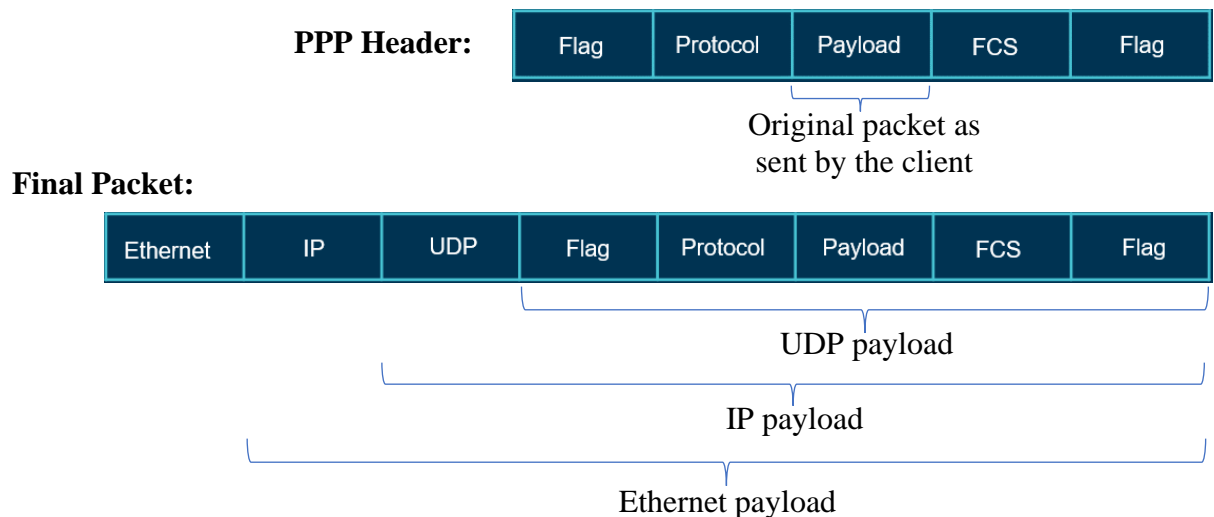 PPP Header:
Flag Protocol Payload FCS Flag
Original packet as
sent by the client
Final Packet:
Ethernet IP UDP Flag Protocol Payload FCS Flag
UDP payload
IP payload
Ethernet payload